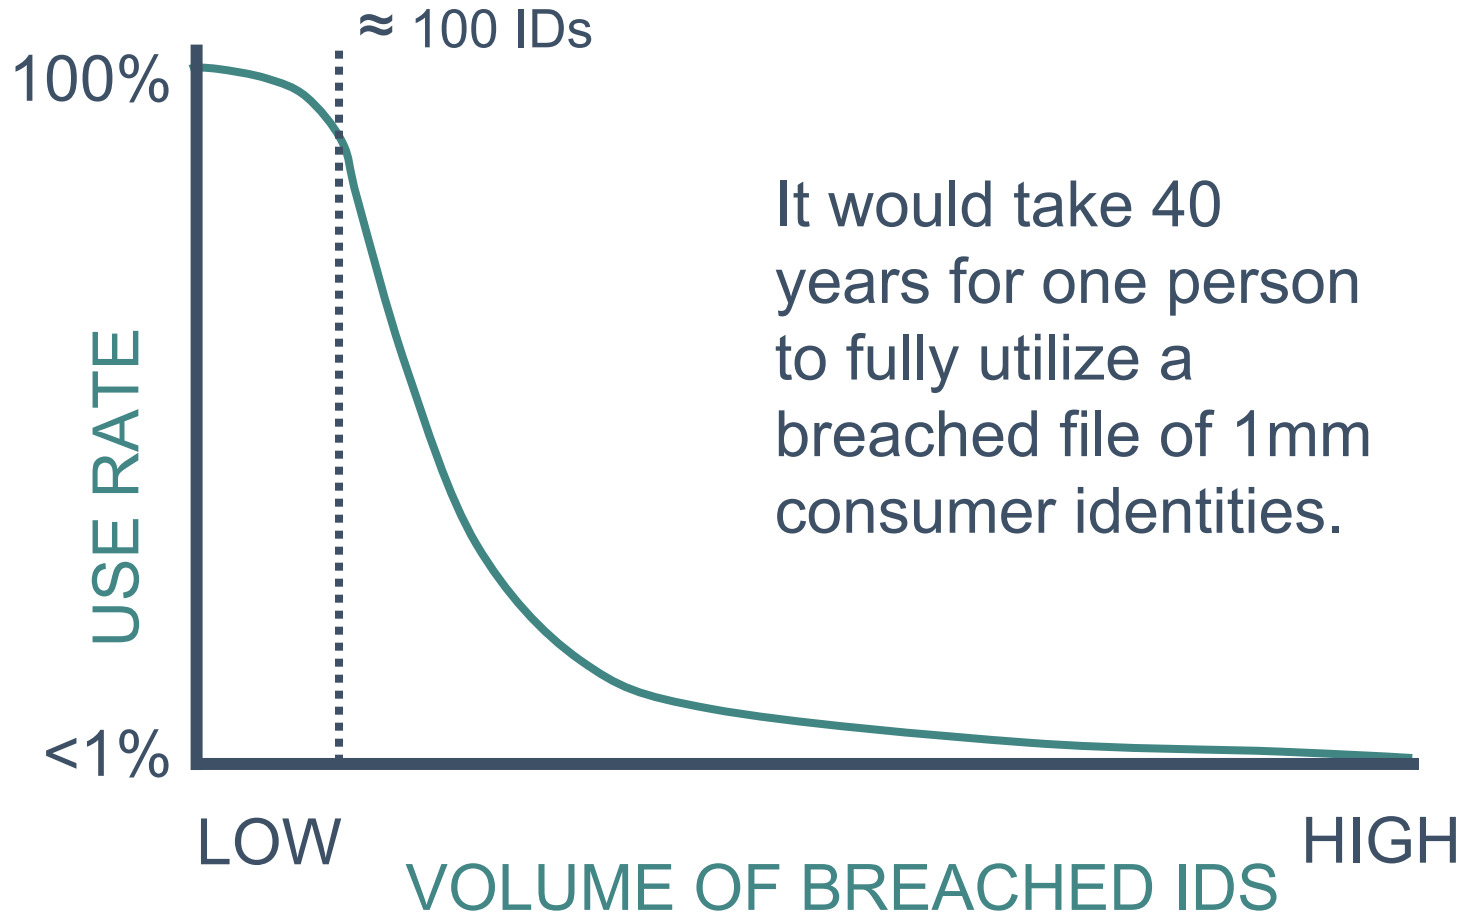 ≈ 100 IDs
100%
It would take 40
years for one person
to fully utilize a
breached file of 1mm
consumer identities.
USE RATE
<1%
LOW
HIGH
VOLUME OF BREACHED IDS